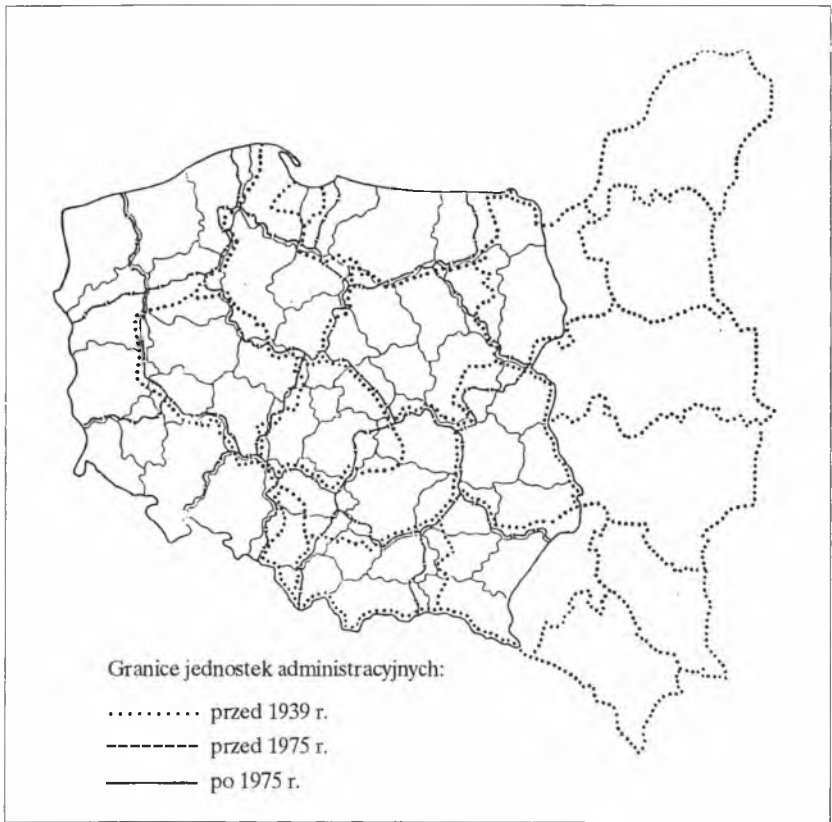 Granice jednostek administracyjnych:
przed 1939 r.
przed 1975 r.
po 1975 r.